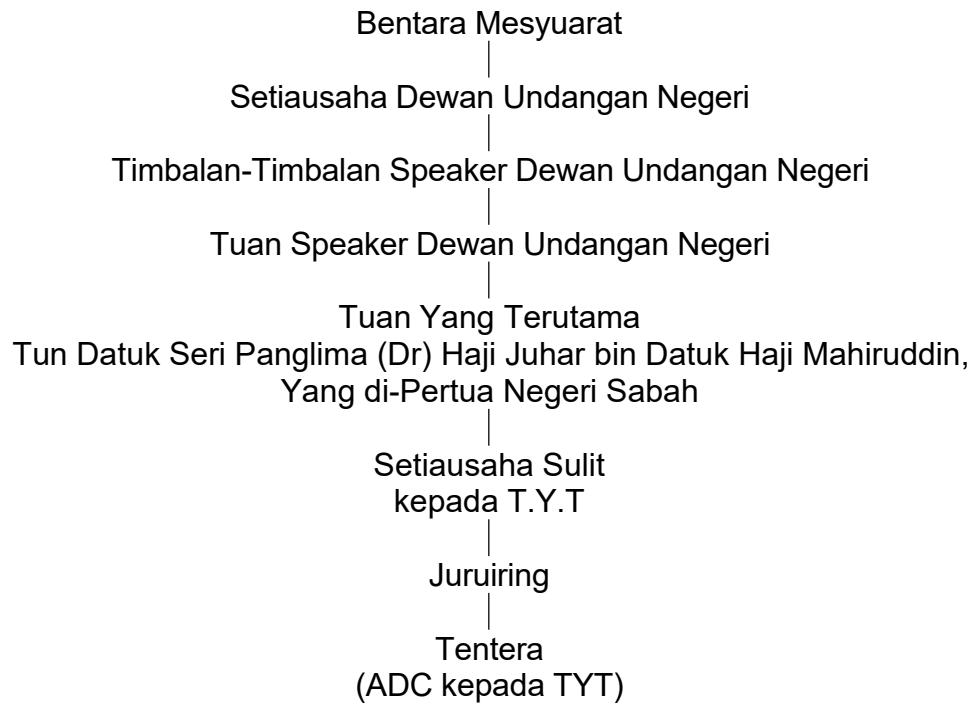 Bentara Mesyuarat
Setiausaha Dewan Undangan Negeri
Timbalan-Timbalan Speaker Dewan Undangan Negeri
Tuan Speaker Dewan Undangan Negeri
Tuan Yang Terutama
Tun Datuk Seri Panglima (Dr) Haji Juhar bin Datuk Haji Mahiruddin,
Yang di-Pertua Negeri Sabah
Setiausaha Sulit
kepada T.Y.T
Juruiring
Tentera
(ADC kepada TYT)